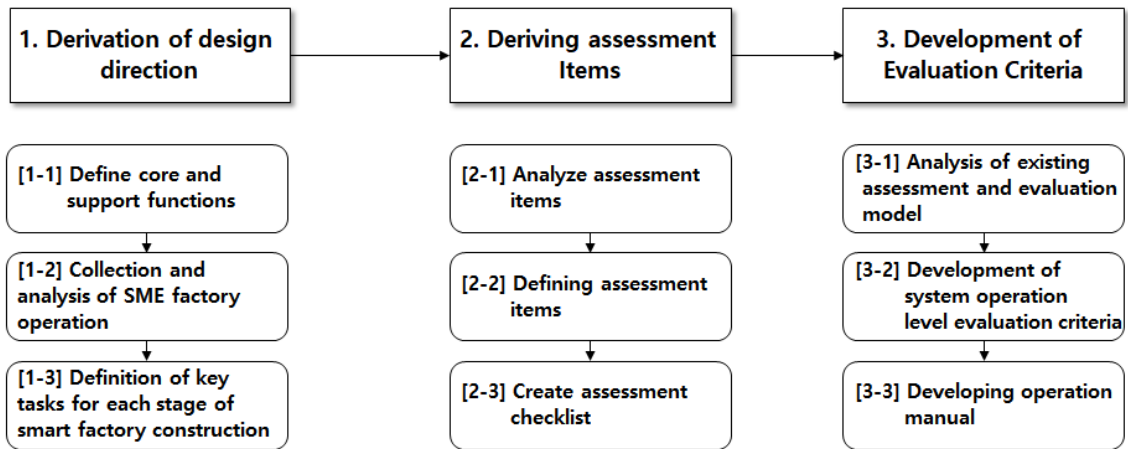 1. Derivation of design
direction
2. Deriving assessment
Items
3. Development of
Evaluation Criteria
[1-1] Define core and
support functions
[1-2] Collection and
analysis of SME factory
operation
[1-3] Definition of key
tasks for each stage of
smart factory construction
[2-1] Analyze assessment
items
[2-2] Defining assessment
items
[2-3] Create assessment
checklist
[3-1] Analysis of existing
assessment and evaluation
model
[3-2] Development of
system operation
level evaluation criteria
[3-3] Developing operation
manual